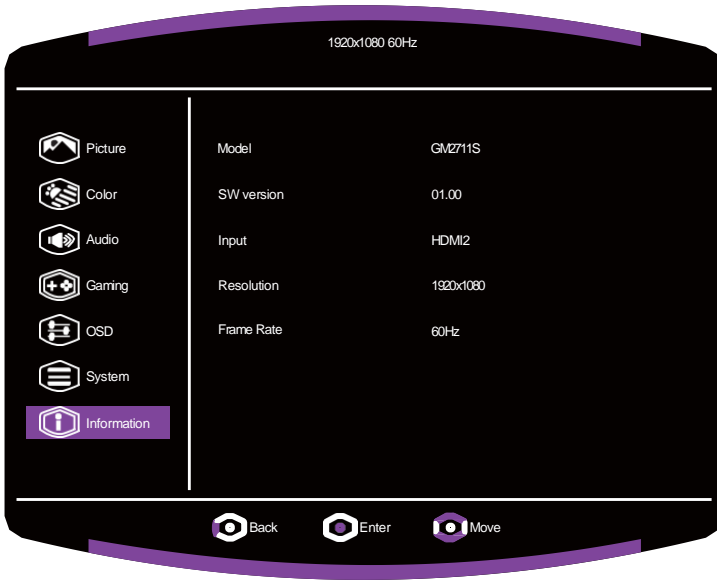 1920x1080 60Hz
Picture
Model GM2711S
Color
SW version 01.00
Audio
Input HDMI2
Gaming
Resolution 1920x1080
OSD
Frame Rate 60Hz
System
Information
Back Enter Move